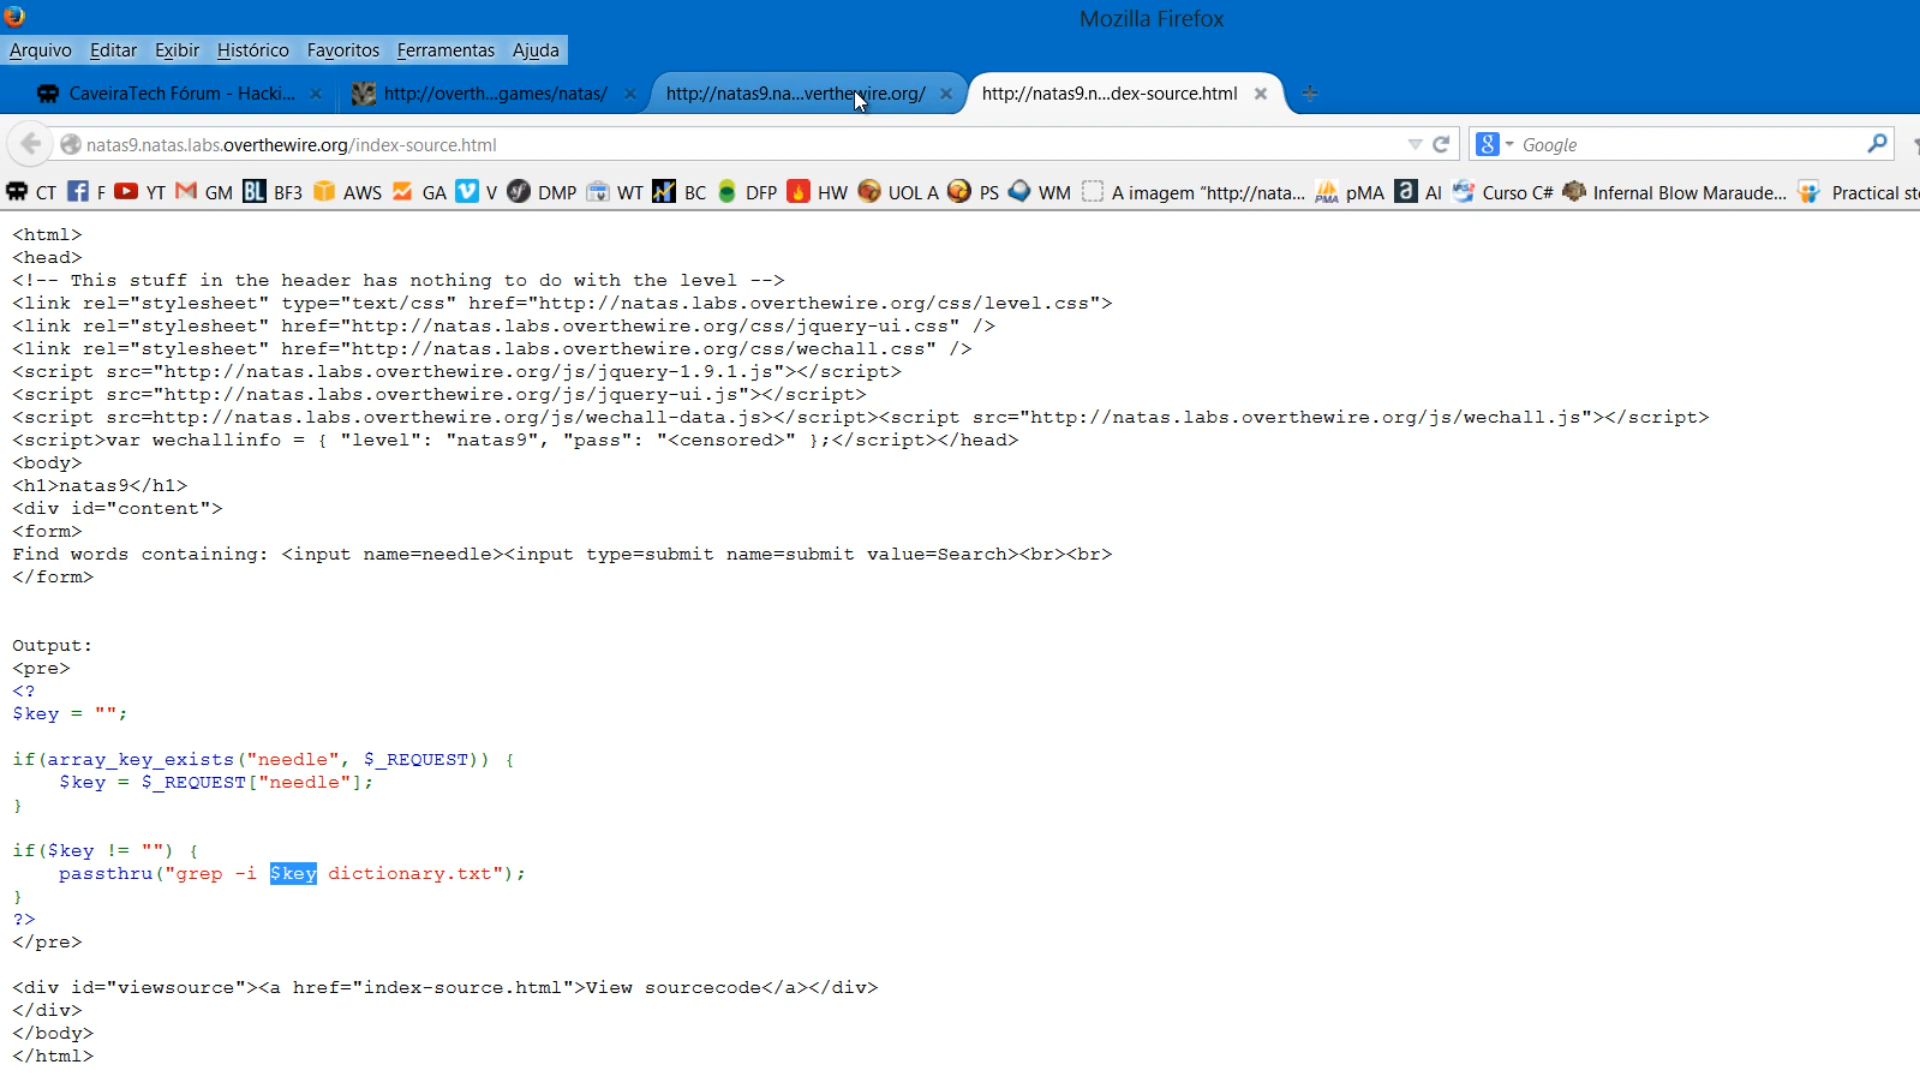 Mozilla Firefox
Arquivo Editar Exibir Histórico Favoritos Ferramentas Ajuda
CaveiraTech Fórum - Hacki... http://overth...games/natas/ http://natas9.na...verthewire.org/ http://natas9.n...dex-source.html
natas9.natas.labs.overthewire.org/index-source.html Google
CT F YT GM BF3 AWS GA V DMP WT BC DFP HW UOL A PS WM A imagem "http://nata... pMA AI Curso C# Infernal Blow Maraude... Practical st
<html>
<head>
<!-- This stuff in the header has nothing to do with the level -->
<link rel="stylesheet" type="text/css" href="http://natas.labs.overthewire.org/css/level.css">
<link rel="stylesheet" href="http://natas.labs.overthewire.org/css/jquery-ui.css" />
<link rel="stylesheet" href="http://natas.labs.overthewire.org/css/wechall.css" />
<script src="http://natas.labs.overthewire.org/js/jquery-1.9.1.js"></script>
<script src="http://natas.labs.overthewire.org/js/jquery-ui.js"></script>
<script src=http://natas.labs.overthewire.org/js/wechall-data.js></script><script src="http://natas.labs.overthewire.org/js/wechall.js"></script>
<script>var wechallinfo = { "level": "natas9", "pass": "<censored>" };</script></head>
<body>
<h1>natas9</h1>
<div id="content">
<form>
Find words containing: <input name=needle><input type=submit name=submit value=Search><br><br>
</form>
Output:
<pre>
<?
$key = "";
if(array_key_exists("needle", $_REQUEST)) {
$key = $_REQUEST["needle"];
}
if($key != "") {
passthru("grep -i $key dictionary.txt");
}
?>
</pre>
<div id="viewsource"><a href="index-source.html">View sourcecode</a></div>
</div>
</body>
</html>